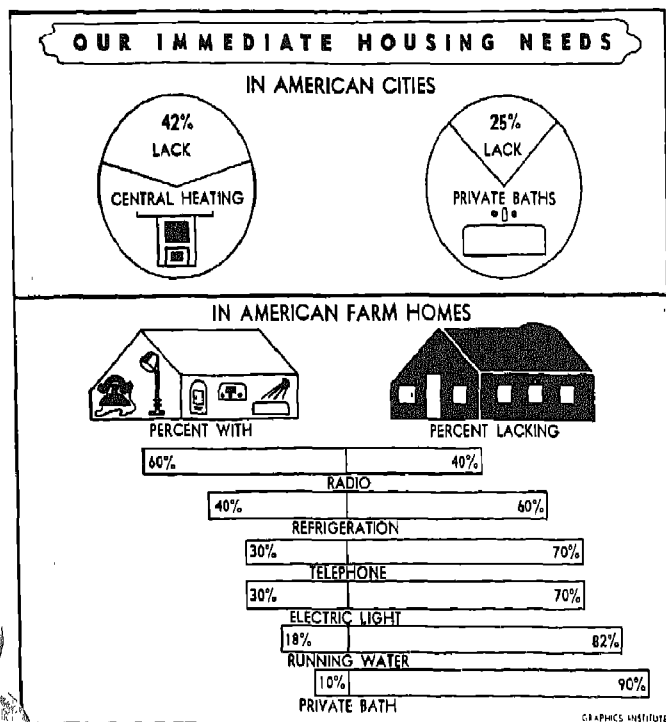 OUR IMMEDIATE HOUSING NEEDS
IN AMERICAN CITIES
42%
LACK
CENTRAL HEATING
25%
LACK
PRIVATE BATHS
IN AMERICAN FARM HOMES
PERCENT WITH
PERCENT LACKING
60% 40%
RADIO
40% 60%
REFRIGERATION
30% 70%
TELEPHONE
30% 70%
ELECTRIC LIGHT
18% 82%
RUNNING WATER
10% 90%
PRIVATE BATH
GRAPHICS INSTITUTE